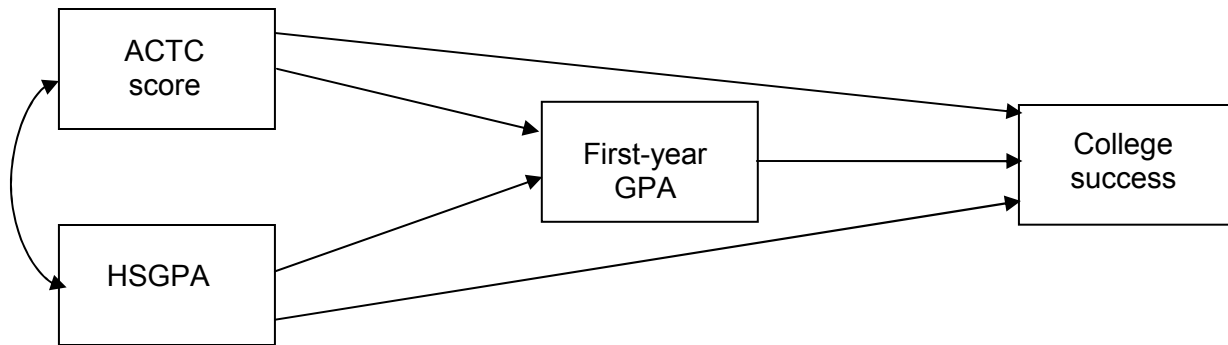 ACTC
score
First-year
GPA
College
success
HSGPA